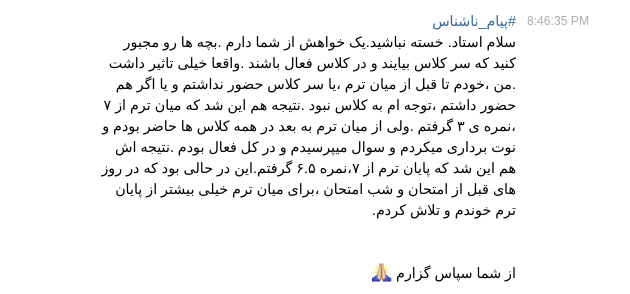 #پیام_ناشناس 8:46:35 PM
سلام استاد. خسته نباشید.یک خواهش از شما دارم .بچه ها رو مجبور
کنید که سر کلاس بیایند و در کلاس فعال باشند .واقعا خیلی تاثیر داشت
.من ،خودم تا قبل از میان ترم ،یا سر کلاس حضور نداشتم و یا اگر هم
حضور داشتم ،توجه ام به کلاس نبود .نتیجه هم این شد که میان ترم از ۷
،نمره ی ۳ گرفتم .ولی از میان ترم به بعد در همه کلاس ها حاضر بودم و
نوت برداری میکردم و سوال میپرسیدم و در کل فعال بودم .نتیجه اش
هم این شد که پایان ترم از ۷،نمره ۶.۵ گرفتم.این در حالی بود که در روز
های قبل از امتحان و شب امتحان ،برای میان ترم خیلی بیشتر از پایان
ترم خوندم و تلاش کردم.
از شما سپاس گزارم 🙏